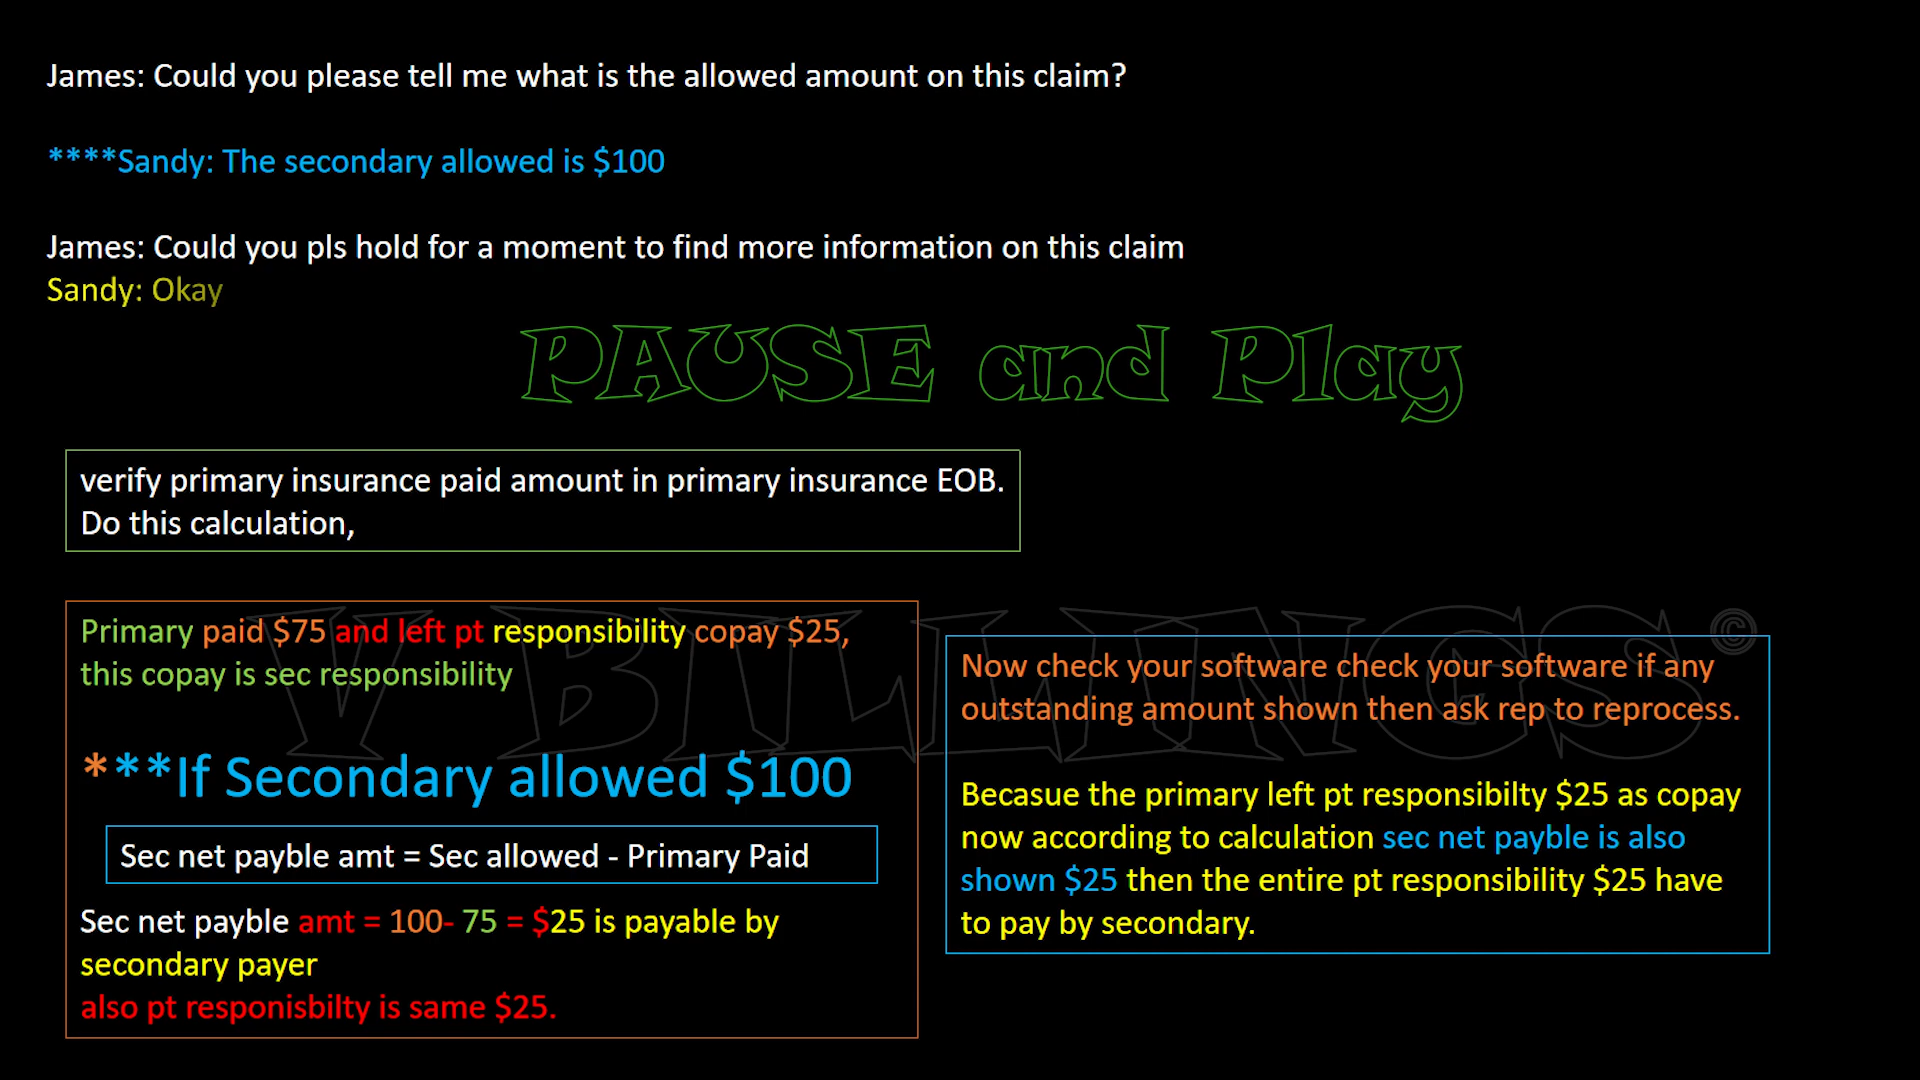 James: Could you please tell me what is the allowed amount on this claim?
****Sandy: The secondary allowed is $100
James: Could you pls hold for a moment to find more information on this claim
Sandy: Okay
PAUSE and Play
verify primary insurance paid amount in primary insurance EOB.
Do this calculation,
Primary paid $75 and left pt responsibility copay $25,
this copay is sec responsibility
***If Secondary allowed $100
Sec net payble amt = Sec allowed - Primary Paid
Sec net payble amt = 100- 75 = $25 is payable by
secondary payer
also pt responisbilty is same $25.
V BILLINGS ©
Now check your software check your software if any
outstanding amount shown then ask rep to reprocess.
Becasue the primary left pt responsibilty $25 as copay
now according to calculation sec net payble is also
shown $25 then the entire pt responsibility $25 have
to pay by secondary.